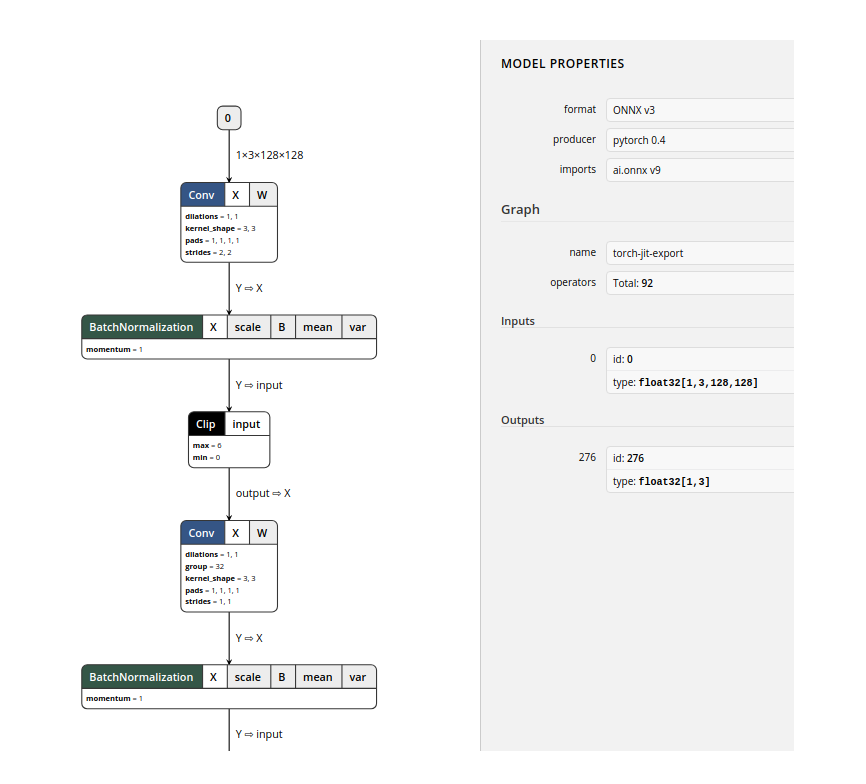 0
1×3×128×128
Conv X W
dilations = 1, 1
kernel_shape = 3, 3
pads = 1, 1, 1, 1
strides = 2, 2
Y ⇨ X
BatchNormalization X scale B mean var
momentum = 1
Y ⇨ input
Clip input
max = 6
min = 0
output ⇨ X
Conv X W
dilations = 1, 1
group = 32
kernel_shape = 3, 3
pads = 1, 1, 1, 1
strides = 1, 1
Y ⇨ X
BatchNormalization X scale B mean var
momentum = 1
Y ⇨ input
MODEL PROPERTIES
format ONNX v3
producer pytorch 0.4
imports ai.onnx v9
Graph
name torch-jit-export
operators Total: 92
Inputs
0 id: 0
type: float32[1,3,128,128]
Outputs
276 id: 276
type: float32[1,3]